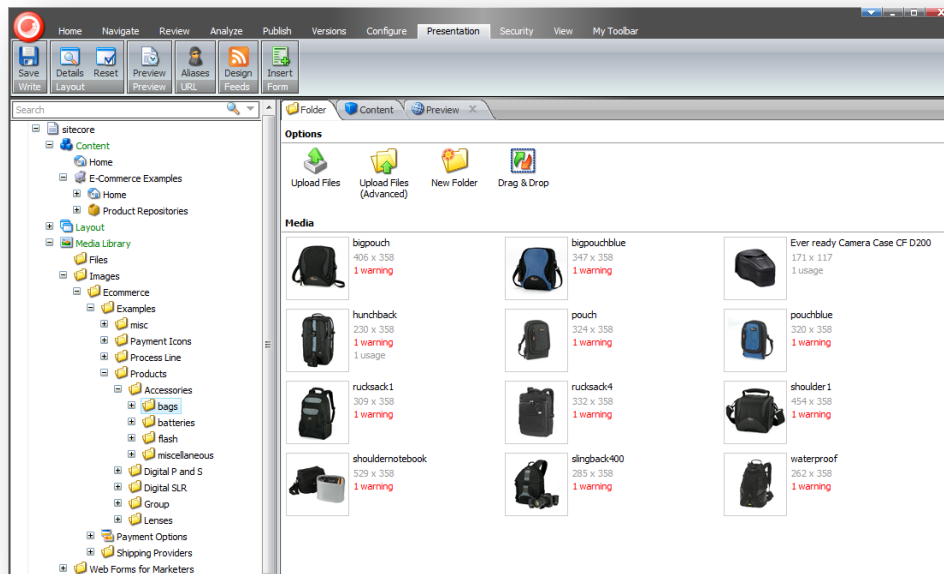 Home Navigate Review Analyze Publish Versions Configure Presentation Security View My Toolbar
Save Details Reset Preview Aliases Design Insert
Write Layout Preview URL Feeds Form
Search
Folder Content Preview
sitecore
Content
Home
E-Commerce Examples
Home
Product Repositories
Layout
Media Library
Files
Images
Ecommerce
Examples
misc
Payment Icons
Process Line
Products
Accessories
bags
batteries
flash
miscellaneous
Digital P and S
Digital SLR
Group
Lenses
Payment Options
Shipping Providers
Web Forms for Marketers
Options
Upload Files Upload Files New Folder Drag & Drop
(Advanced)
Media
bigpouch
406 x 358
1 warning
bigpouchblue
347 x 358
1 warning
Ever ready Camera Case CF D200
171 x 117
1 usage
hunchback
230 x 358
1 warning
1 usage
pouch
324 x 358
1 warning
pouchblue
320 x 358
1 warning
rucksack1
309 x 358
1 warning
rucksack4
332 x 358
1 warning
shoulder1
454 x 358
1 warning
shouldernotebook
529 x 358
1 warning
slingback400
285 x 358
1 warning
waterproof
262 x 358
1 warning